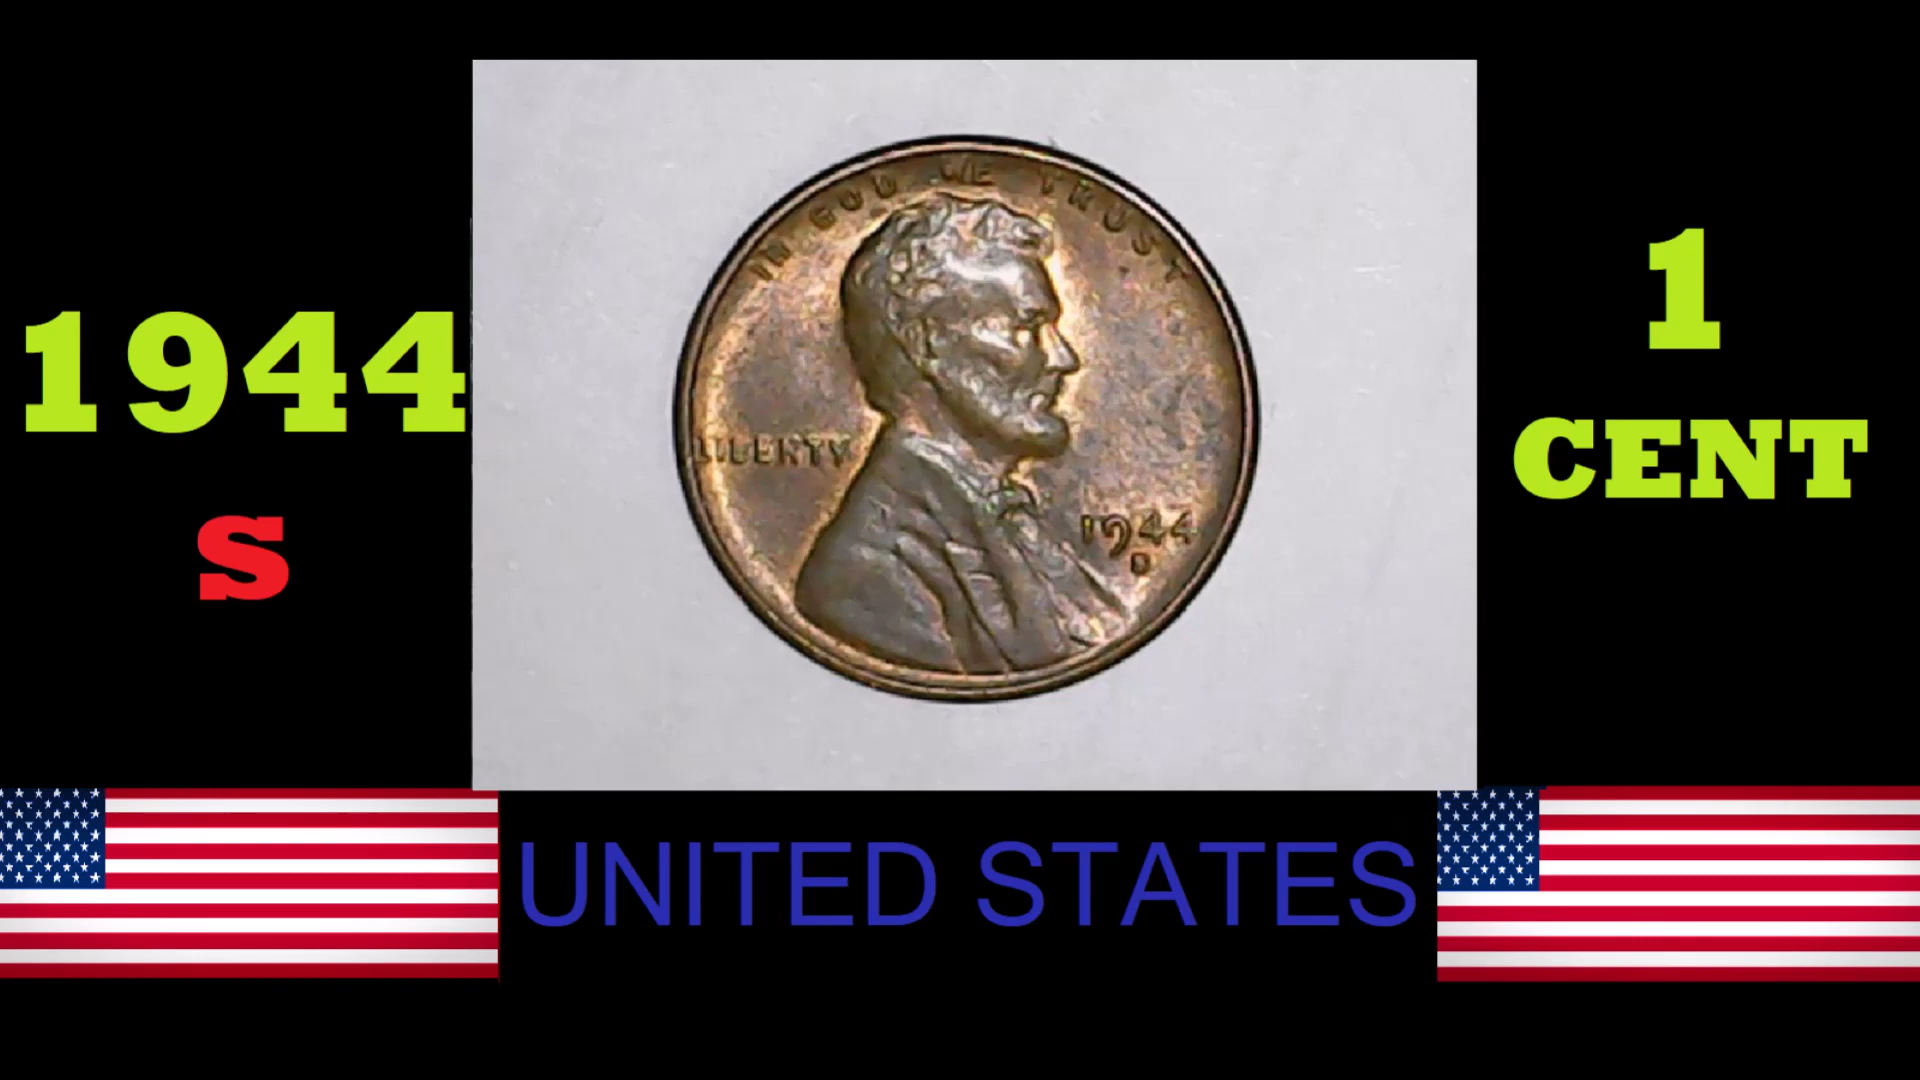 1944
S
IN GOD WE TRUST
LIBERTY
1944
D
1
CENT
UNITED STATES